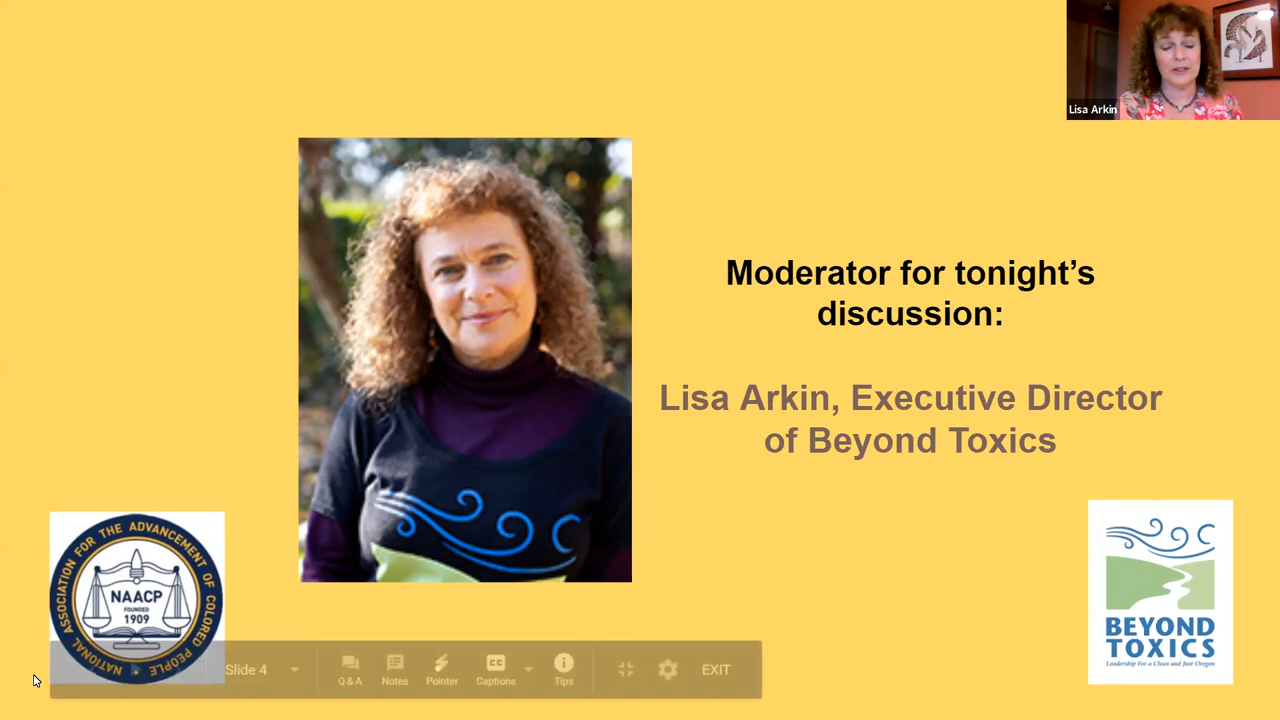 Lisa Arkin
Moderator for tonight’s
discussion:
Lisa Arkin, Executive Director
of Beyond Toxics
NATIONAL ASSOCIATION FOR THE ADVANCEMENT OF COLORED PEOPLE
NAACP
FOUNDED
1909
BEYOND
TOXICS
Leadership For a Clean and Just Oregon
Slide 4
Q & A
Notes
Pointer
CC
Captions
Tips
EXIT